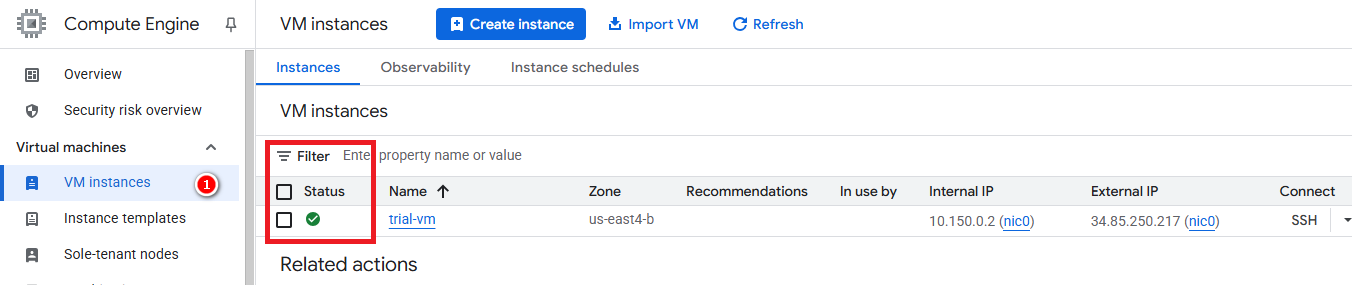 Compute Engine
VM instances
Create instance
Import VM
Refresh
Overview
Security risk overview
Virtual machines
VM instances
1
Instance templates
Sole-tenant nodes
Instances
Observability
Instance schedules
VM instances
Filter
Enter property name or value
Status Name Zone Recommendations In use by Internal IP External IP Connect
trial-vm us-east4-b 10.150.0.2 (nic0) 34.85.250.217 (nic0) SSH
Related actions